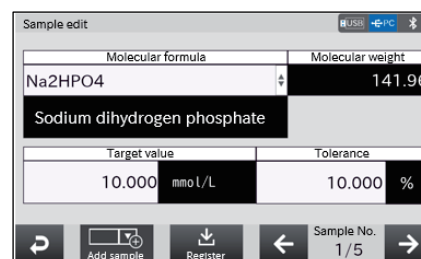 Sample edit
USB PC
Molecular formula Molecular weight
Na2HPO4 141.96
Sodium dihydrogen phosphate
Target value Tolerance
10.000 mmol/L 10.000 %
Add sample Register Sample No.
1/5